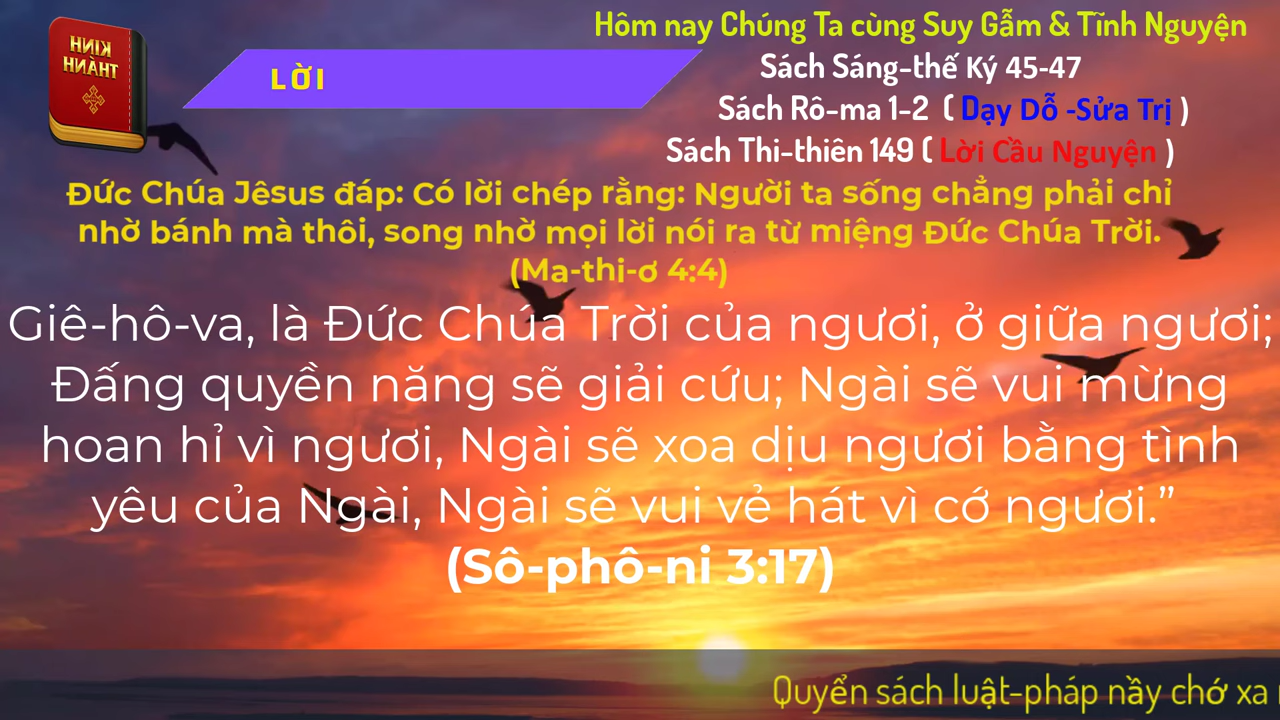 KINH
THÀNH
LỜI
Hôm nay Chúng Ta cùng Suy Gẫm & Tĩnh Nguyện
Sách Sáng-thế Ký 45-47
Sách Rô-ma 1-2 ( Dạy Dỗ -Sửa Trị )
Sách Thi-thiên 149 ( Lời Cầu Nguyện )
Đức Chúa Jêsus đáp: Có lời chép rằng: Người ta sống chẳng phải chỉ
nhờ bánh mà thôi, song nhờ mọi lời nói ra từ miệng Đức Chúa Trời.
(Ma-thi-ơ 4:4)
Giê-hô-va, là Đức Chúa Trời của ngươi, ở giữa ngươi;
Đấng quyền năng sẽ giải cứu; Ngài sẽ vui mừng
hoan hỉ vì ngươi, Ngài sẽ xoa dịu ngươi bằng tình
yêu của Ngài, Ngài sẽ vui vẻ hát vì cớ ngươi.”
(Sô-phô-ni 3:17)
Quyển sách luật-pháp nầy chớ xa